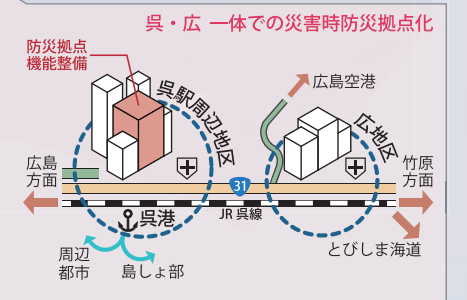 呉・広 一体での災害時防災拠点化
防災拠点
機能整備
呉駅周辺地区
広島空港
広地区
広島
方面
竹原
方面
31
JR 呉線
呉港
とびしま海道
周辺
都市
島しょ部